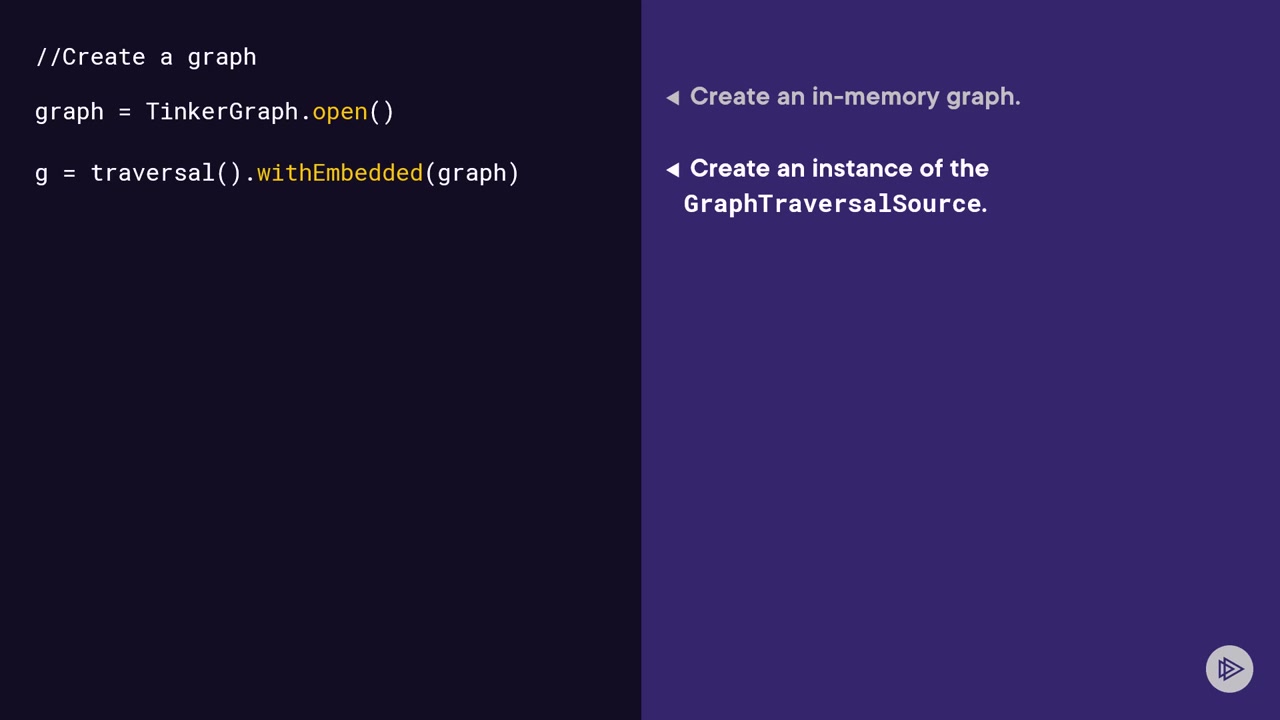 //Create a graph
graph = TinkerGraph.open()
g = traversal().withEmbedded(graph)
◀ Create an in-memory graph.
◀ Create an instance of the
GraphTraversalSource.